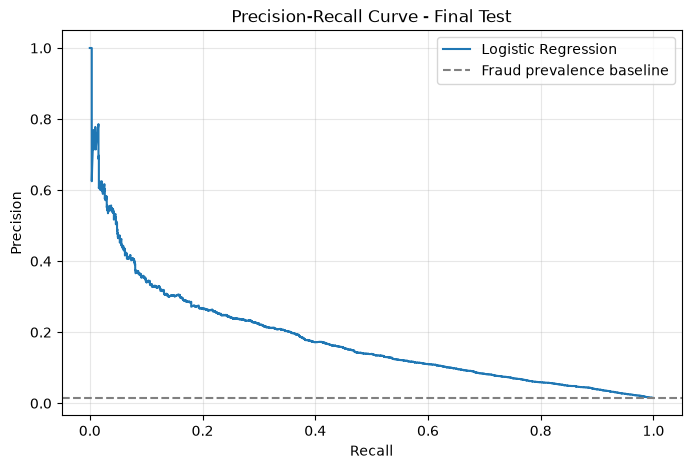 Precision-Recall Curve - Final Test
Logistic Regression
Fraud prevalence baseline
Precision
1.0
0.8
0.6
0.4
0.2
0.0
0.0 0.2 0.4 0.6 0.8 1.0
Recall